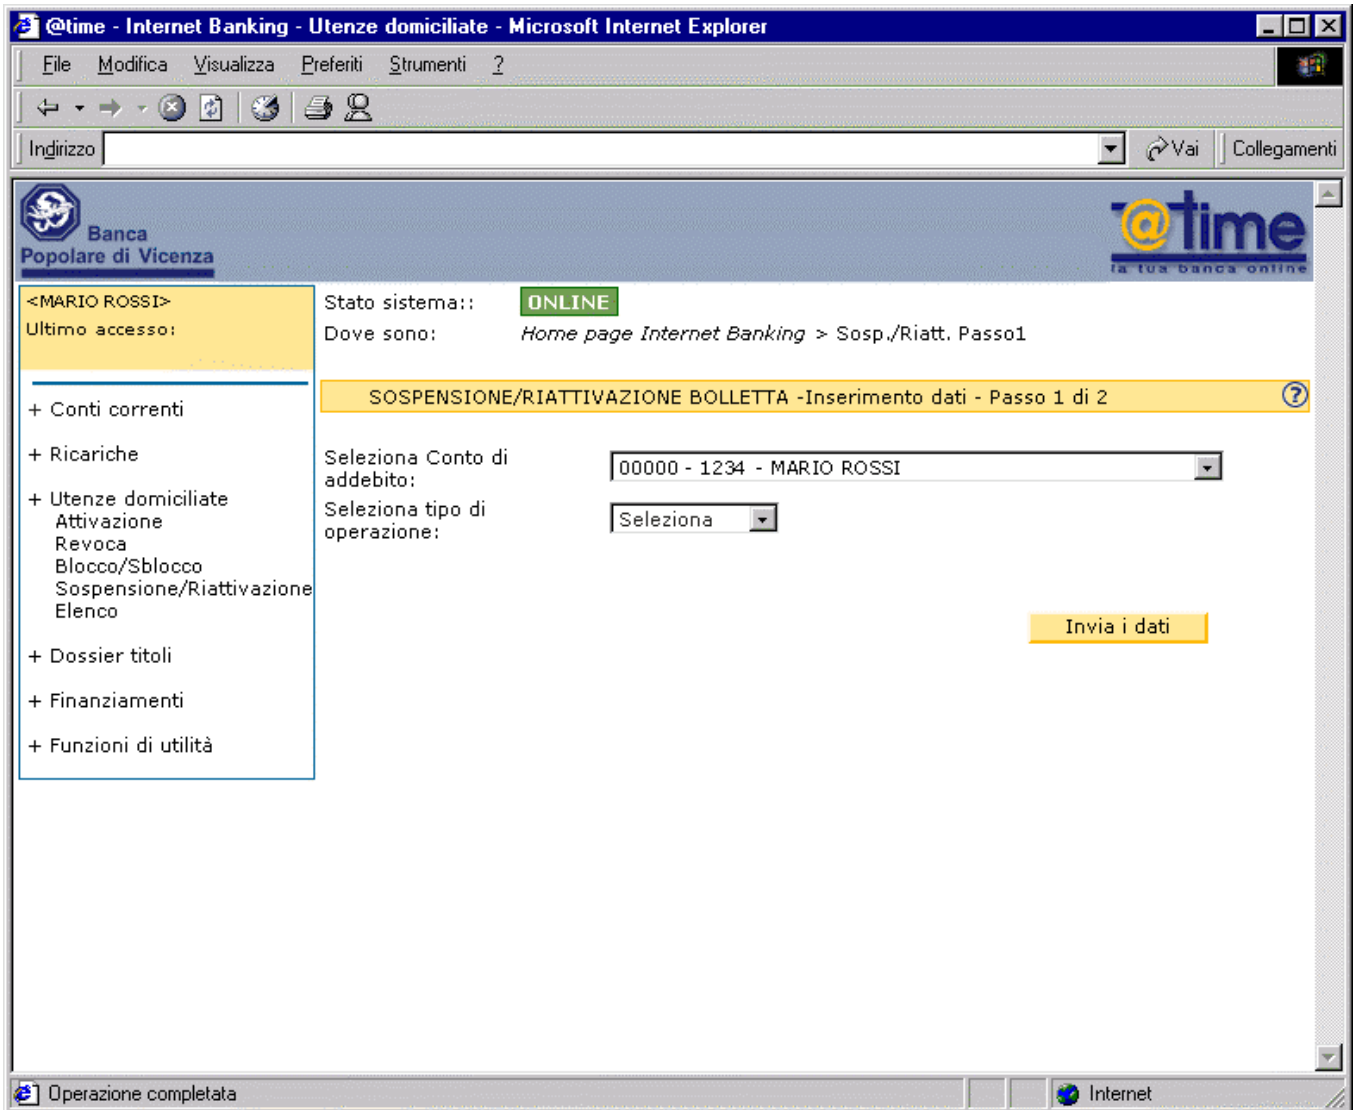 @time - Internet Banking - Utenze domiciliate - Microsoft Internet Explorer
File Modifica Visualizza Preferiti Strumenti ?
Indirizzo Vai Collegamenti
Banca
Popolare di Vicenza
@time
la tua banca online
<MARIO ROSSI>
Ultimo accesso:
Stato sistema:: ONLINE
Dove sono: Home page Internet Banking > Sosp./Riatt. Passo1
+ Conti correnti
+ Ricariche
+ Utenze domiciliate
Attivazione
Revoca
Blocco/Sblocco
Sospensione/Riattivazione
Elenco
+ Dossier titoli
+ Finanziamenti
+ Funzioni di utilità
SOSPENSIONE/RIATTIVAZIONE BOLLETTA -Inserimento dati - Passo 1 di 2 ?
Seleziona Conto di
addebito:
00000 - 1234 - MARIO ROSSI
Seleziona tipo di
operazione:
Seleziona
Invia i dati
Operazione completata Internet